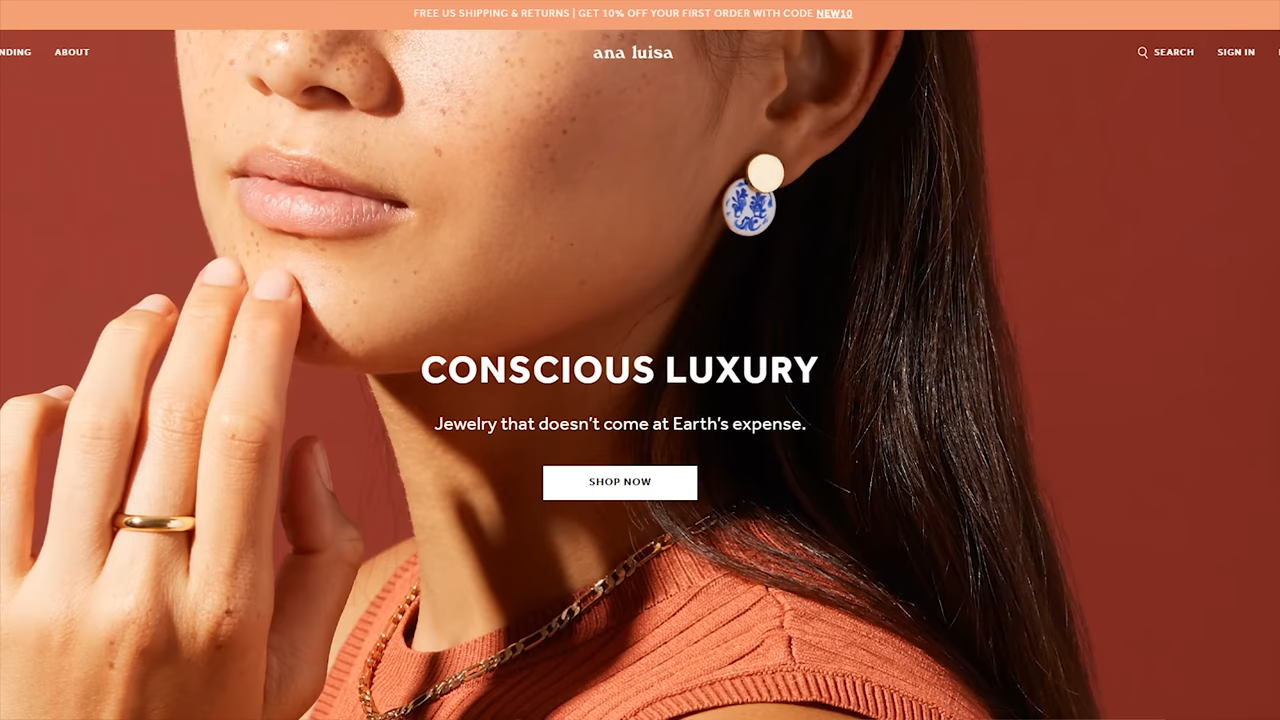 FREE US SHIPPING & RETURNS | GET 10% OFF YOUR FIRST ORDER WITH CODE NEW10
NDING ABOUT ana luisa SEARCH SIGN IN
CONSCIOUS LUXURY
Jewelry that doesn't come at Earth's expense.
SHOP NOW